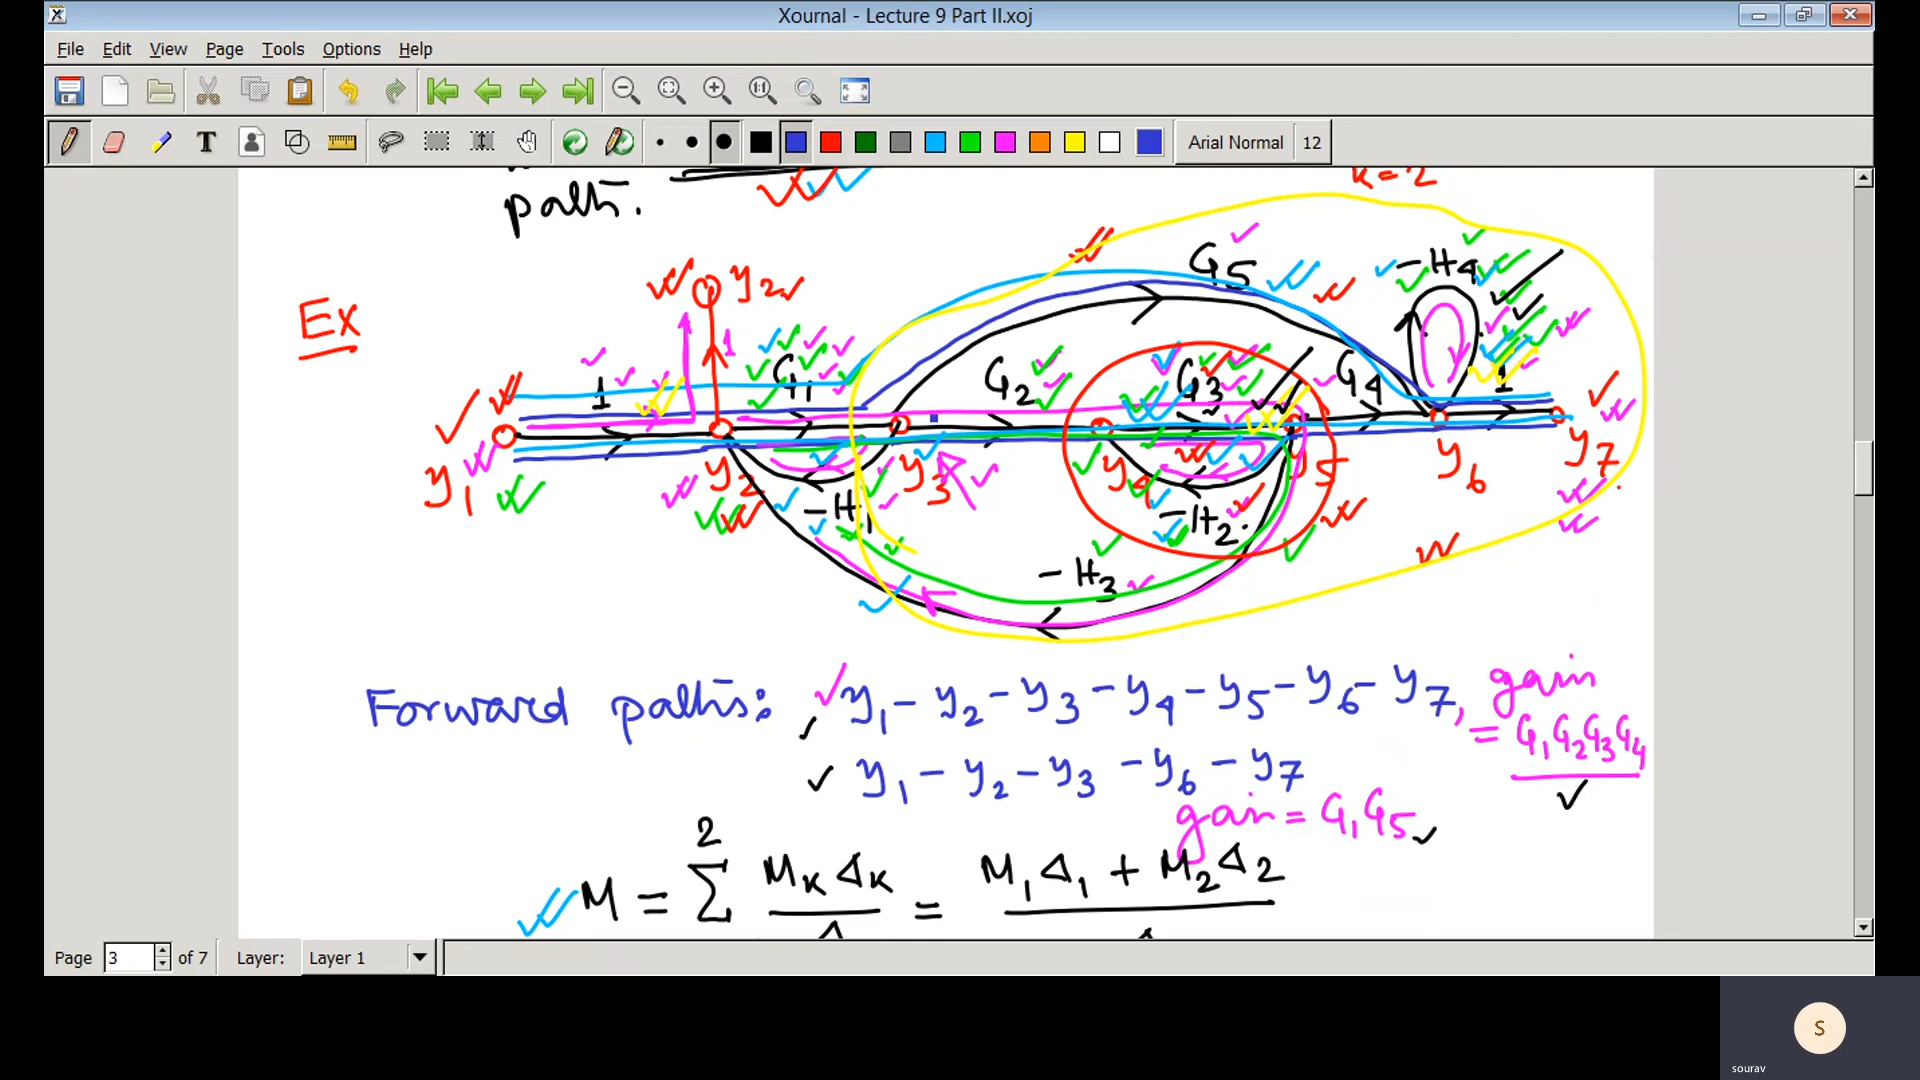 Xournal - Lecture 9 Part II.xoj
File Edit View Page Tools Options Help
Arial Normal 12
path.
k=2
Ex
y2
1
G5
-H4
1
G1
G2
G3
G4
1
y1
y2
y3
y4
y5
y6
y7
-H1
-H2
-H3
Forward paths: y1 - y2 - y3 - y4 - y5 - y6 - y7, gain
= G1G2G3G4
y1 - y2 - y3 - y6 - y7
gain = G1G5
2
M = Σ MkΔk / Δ = M1Δ1 + M2Δ2 / Δ
Page 3 of 7 Layer: Layer 1
S
sourav